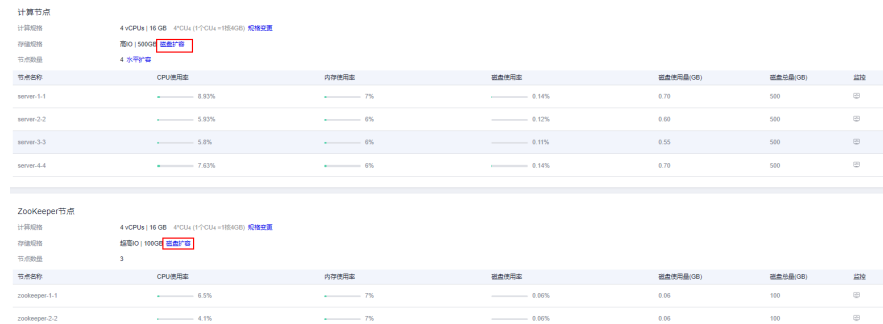 计算节点
计算规格 4 vCPUs | 16 GB 4*CU4 (1个CU4 =1核4GB) 规格变更
存储规格 高IO | 500GB 磁盘扩容
节点数量 4 水平扩容
节点名称 CPU使用率 内存使用率 磁盘使用率 磁盘使用量(GB) 磁盘总量(GB) 监控
server-1-1 8.93% 7% 0.14% 0.70 500
server-2-2 5.93% 6% 0.12% 0.60 500
server-3-3 5.8% 6% 0.11% 0.55 500
server-4-4 7.63% 6% 0.14% 0.70 500
ZooKeeper节点
计算规格 4 vCPUs | 16 GB 4*CU4 (1个CU4 =1核4GB) 规格变更
存储规格 超高IO | 100GB 磁盘扩容
节点数量 3
节点名称 CPU使用率 内存使用率 磁盘使用率 磁盘使用量(GB) 磁盘总量(GB) 监控
zookeeper-1-1 6.5% 7% 0.06% 0.06 100
zookeeper-2-2 4.1% 7% 0.06% 0.06 100